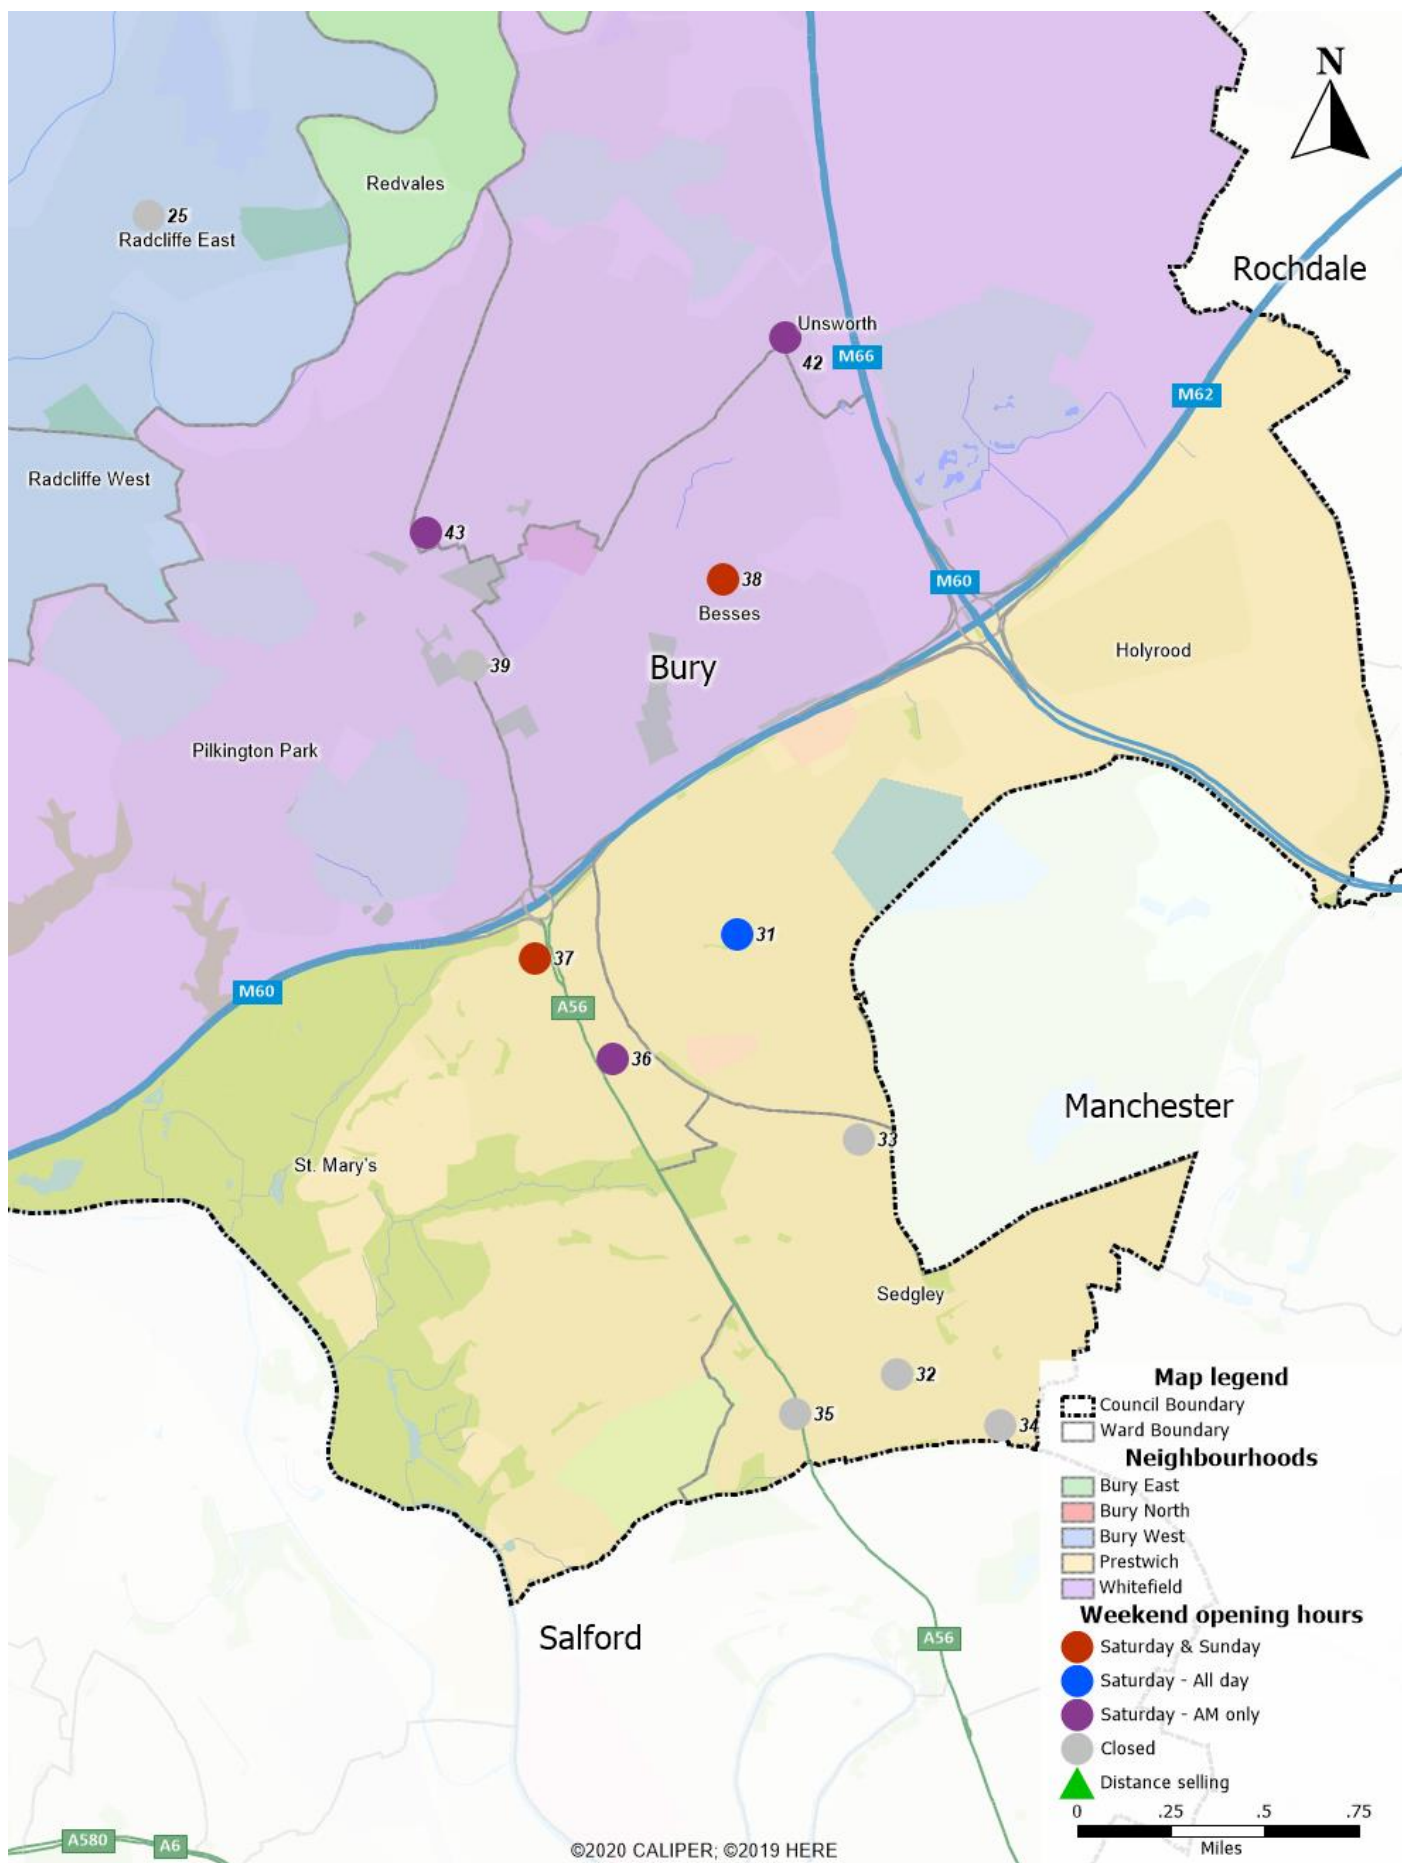 N
Redvales
25
Radcliffe East
Rochdale
Unsworth
42
M66
M62
Radcliffe West
43
38
M60
Besses
Holyrood
39
Bury
Pilkington Park
31
37
M60
A56
36
Manchester
33
St. Mary's
Sedgley
32
35
34
Map legend
Council Boundary
Ward Boundary
Neighbourhoods
Bury East
Bury North
Bury West
Prestwich
Whitefield
Weekend opening hours
Salford
A56
Saturday & Sunday
Saturday - All day
Saturday - AM only
Closed
Distance selling
0 .25 .5 .75
Miles
A580
A6
©2020 CALIPER; ©2019 HERE